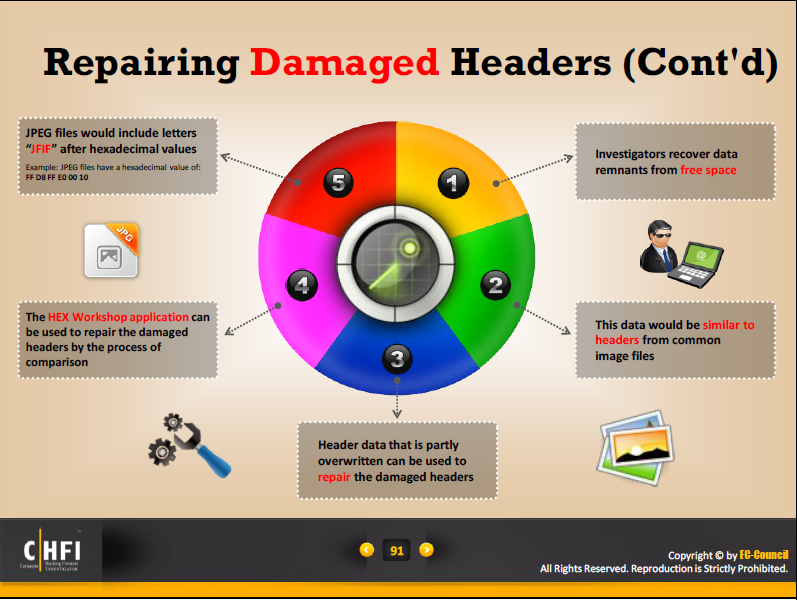 Repairing Damaged Headers (Cont'd)
JPEG files would include letters
“JFIF” after hexadecimal values
Example: JPEG files have a hexadecimal value of:
FF D8 FF E0 00 10
5
1
Investigators recover data
remnants from free space
JPG
@
4
2
The HEX Workshop application can
be used to repair the damaged
headers by the process of
comparison
This data would be similar to
headers from common
image files
3
Header data that is partly
overwritten can be used to
repair the damaged headers
CHFI
Computer Hacking Forensic
INVESTIGATOR
91
Copyright © by EC-Council
All Rights Reserved. Reproduction is Strictly Prohibited.